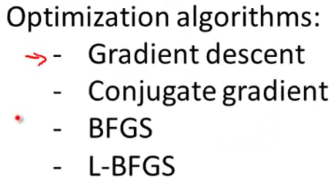 Optimization algorithms:
- Gradient descent
- Conjugate gradient
- BFGS
- L-BFGS